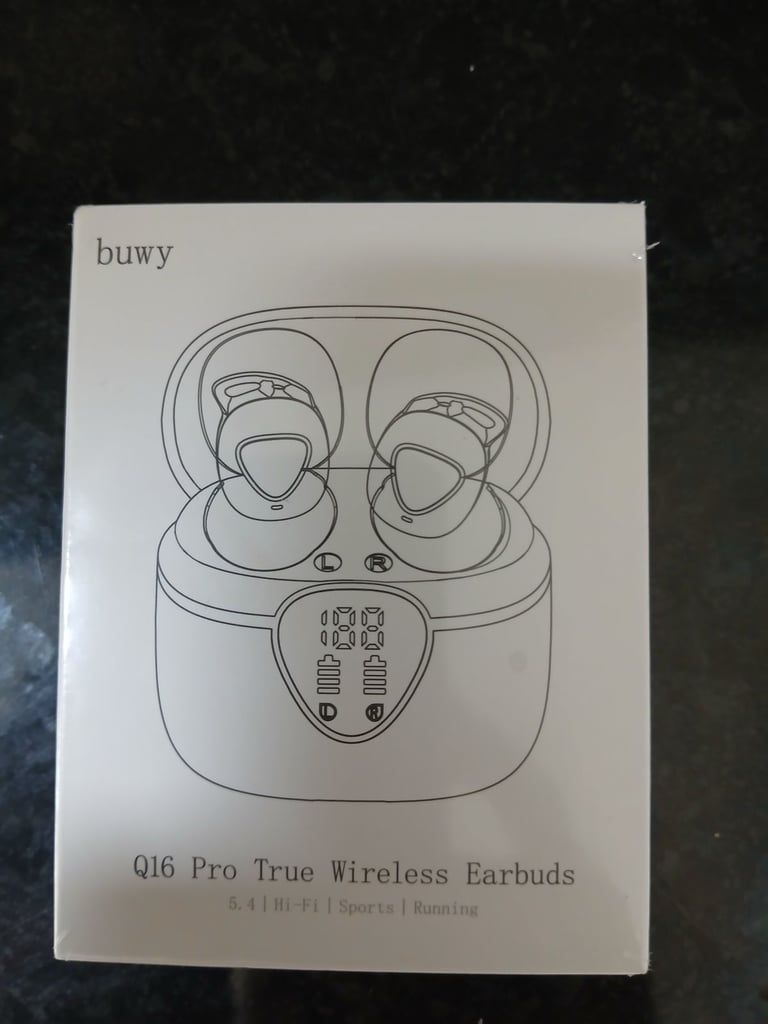 buwy
L R
188
L R
Q16 Pro True Wireless Earbuds
5.4 | Hi-Fi | Sports | Running